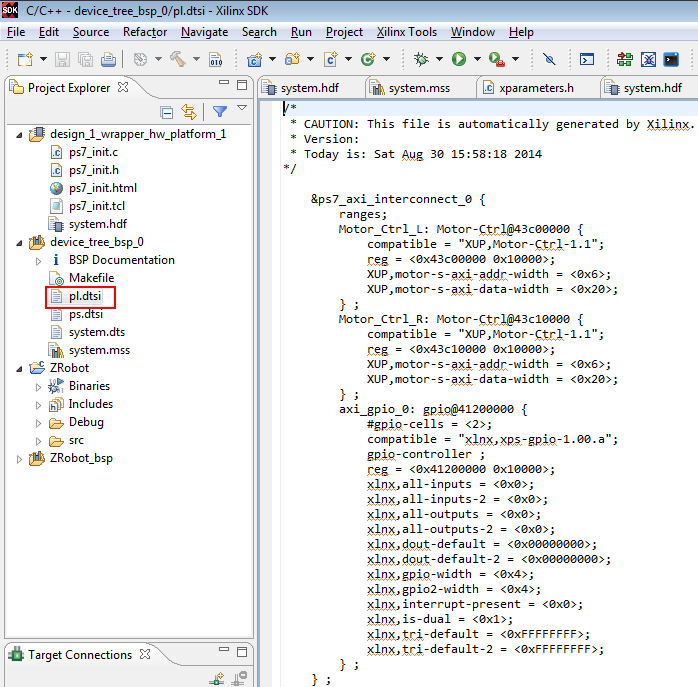 SDK C/C++ - device_tree_bsp_0/pl.dtsi - Xilinx SDK
File Edit Source Refactor Navigate Search Run Project Xilinx Tools Window Help
010
Project Explorer
system.hdf system.mss xparameters.h system.hdf
design_1_wrapper_hw_platform_1
ps7_init.c
ps7_init.h
ps7_init.html
ps7_init.tcl
system.hdf
device_tree_bsp_0
BSP Documentation
Makefile
pl.dtsi
ps.dtsi
system.dts
system.mss
ZRobot
Binaries
Includes
Debug
src
ZRobot_bsp
Target Connections
/*
* CAUTION: This file is automatically generated by Xilinx.
* Version:
* Today is: Sat Aug 30 15:58:18 2014
*/
&ps7_axi_interconnect_0 {
ranges;
Motor_Ctrl_L: Motor-Ctrl@43c00000 {
compatible = "XUP,Motor-Ctrl-1.1";
reg = <0x43c00000 0x10000>;
XUP,motor-s-axi-addr-width = <0x6>;
XUP,motor-s-axi-data-width = <0x20>;
} ;
Motor_Ctrl_R: Motor-Ctrl@43c10000 {
compatible = "XUP,Motor-Ctrl-1.1";
reg = <0x43c10000 0x10000>;
XUP,motor-s-axi-addr-width = <0x6>;
XUP,motor-s-axi-data-width = <0x20>;
} ;
axi_gpio_0: gpio@41200000 {
#gpio-cells = <2>;
compatible = "xlnx,xps-gpio-1.00.a";
gpio-controller ;
reg = <0x41200000 0x10000>;
xlnx,all-inputs = <0x0>;
xlnx,all-inputs-2 = <0x0>;
xlnx,all-outputs = <0x0>;
xlnx,all-outputs-2 = <0x0>;
xlnx,dout-default = <0x00000000>;
xlnx,dout-default-2 = <0x00000000>;
xlnx,gpio-width = <0x4>;
xlnx,gpio2-width = <0x4>;
xlnx,interrupt-present = <0x0>;
xlnx,is-dual = <0x1>;
xlnx,tri-default = <0xFFFFFFFF>;
xlnx,tri-default-2 = <0xFFFFFFFF>;
} ;
} ;